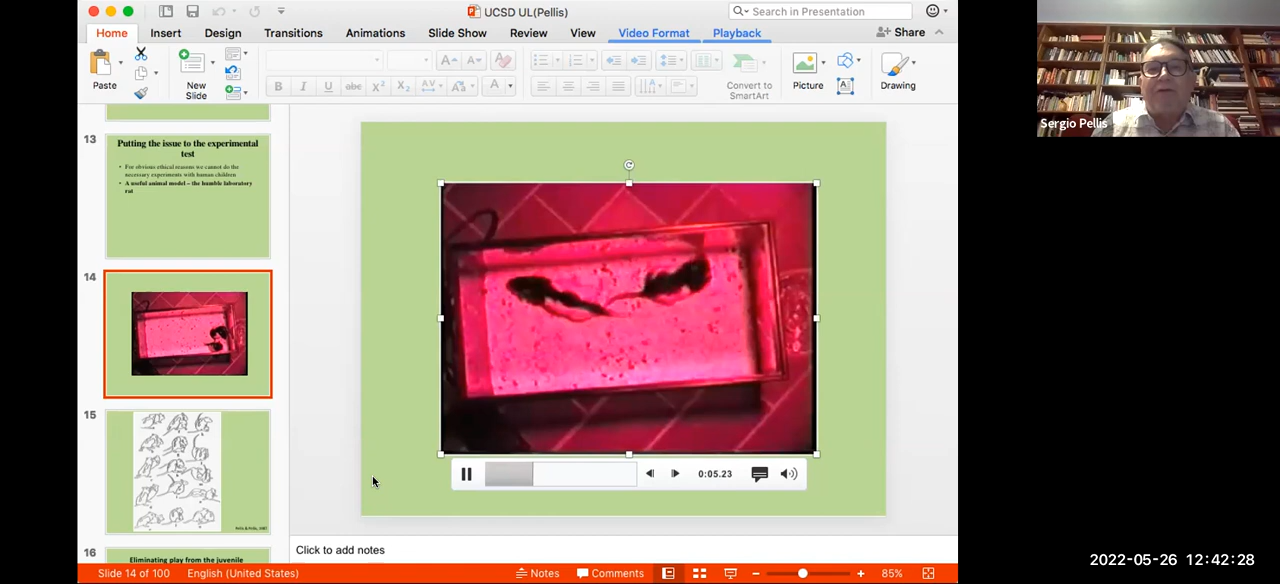 UCSD UL(Pellis)
Search in Presentation
Home
Insert
Design
Transitions
Animations
Slide Show
Review
View
Video Format
Playback
Share
Paste
New
Slide
Convert to
SmartArt
Picture
Drawing
13
Putting the issue to the experimental
test
• For obvious ethical reasons we cannot do the
necessary experiments with human children
• A useful animal model – the humble laboratory
rat
14
15
16
Eliminating play from the juvenile
0:05.23
Click to add notes
Slide 14 of 100
English (United States)
Notes
Comments
85%
Sergio Pellis
2022-05-26 12:42:28